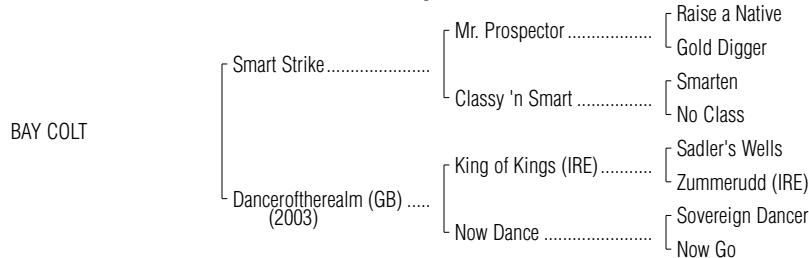 Raise a Native
Mr. Prospector ..................
Gold Digger
Smart Strike......................
Smarten
Classy 'n Smart ................
No Class
BAY COLT
Sadler's Wells
King of Kings (IRE)...........
Zummerudd (IRE)
Danceroftherealm (GB) .....
(2003)
Sovereign Dancer
Now Dance .......................
Now Go